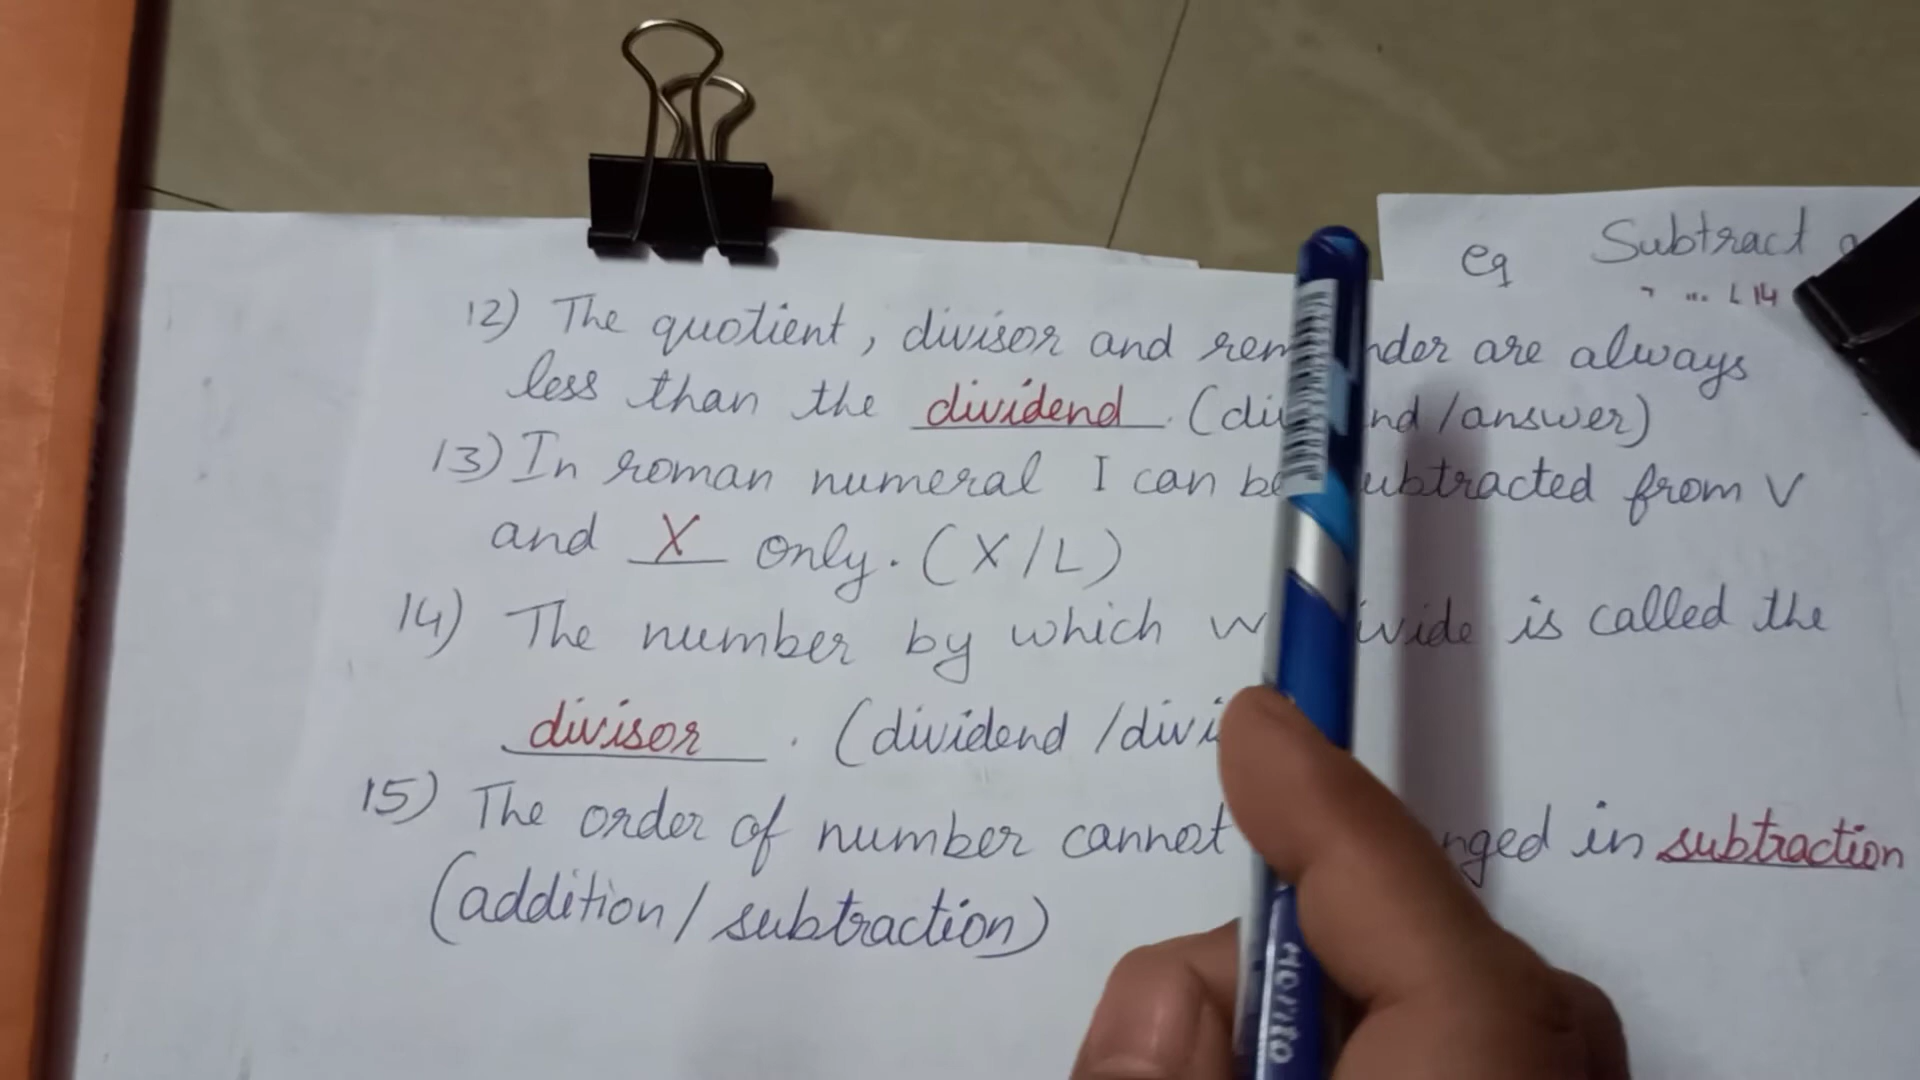 eg Subtract
L 14
12) The quotient, divisor and rem nder are always
less than the dividend. (di nd/answer)
13) In roman numeral I can be ubtracted from V
and X only. (X/L)
14) The number by which w ivide is called the
divisor. (dividend/divi
15) The order of number cannot nged in subtraction
(addition/subtraction)